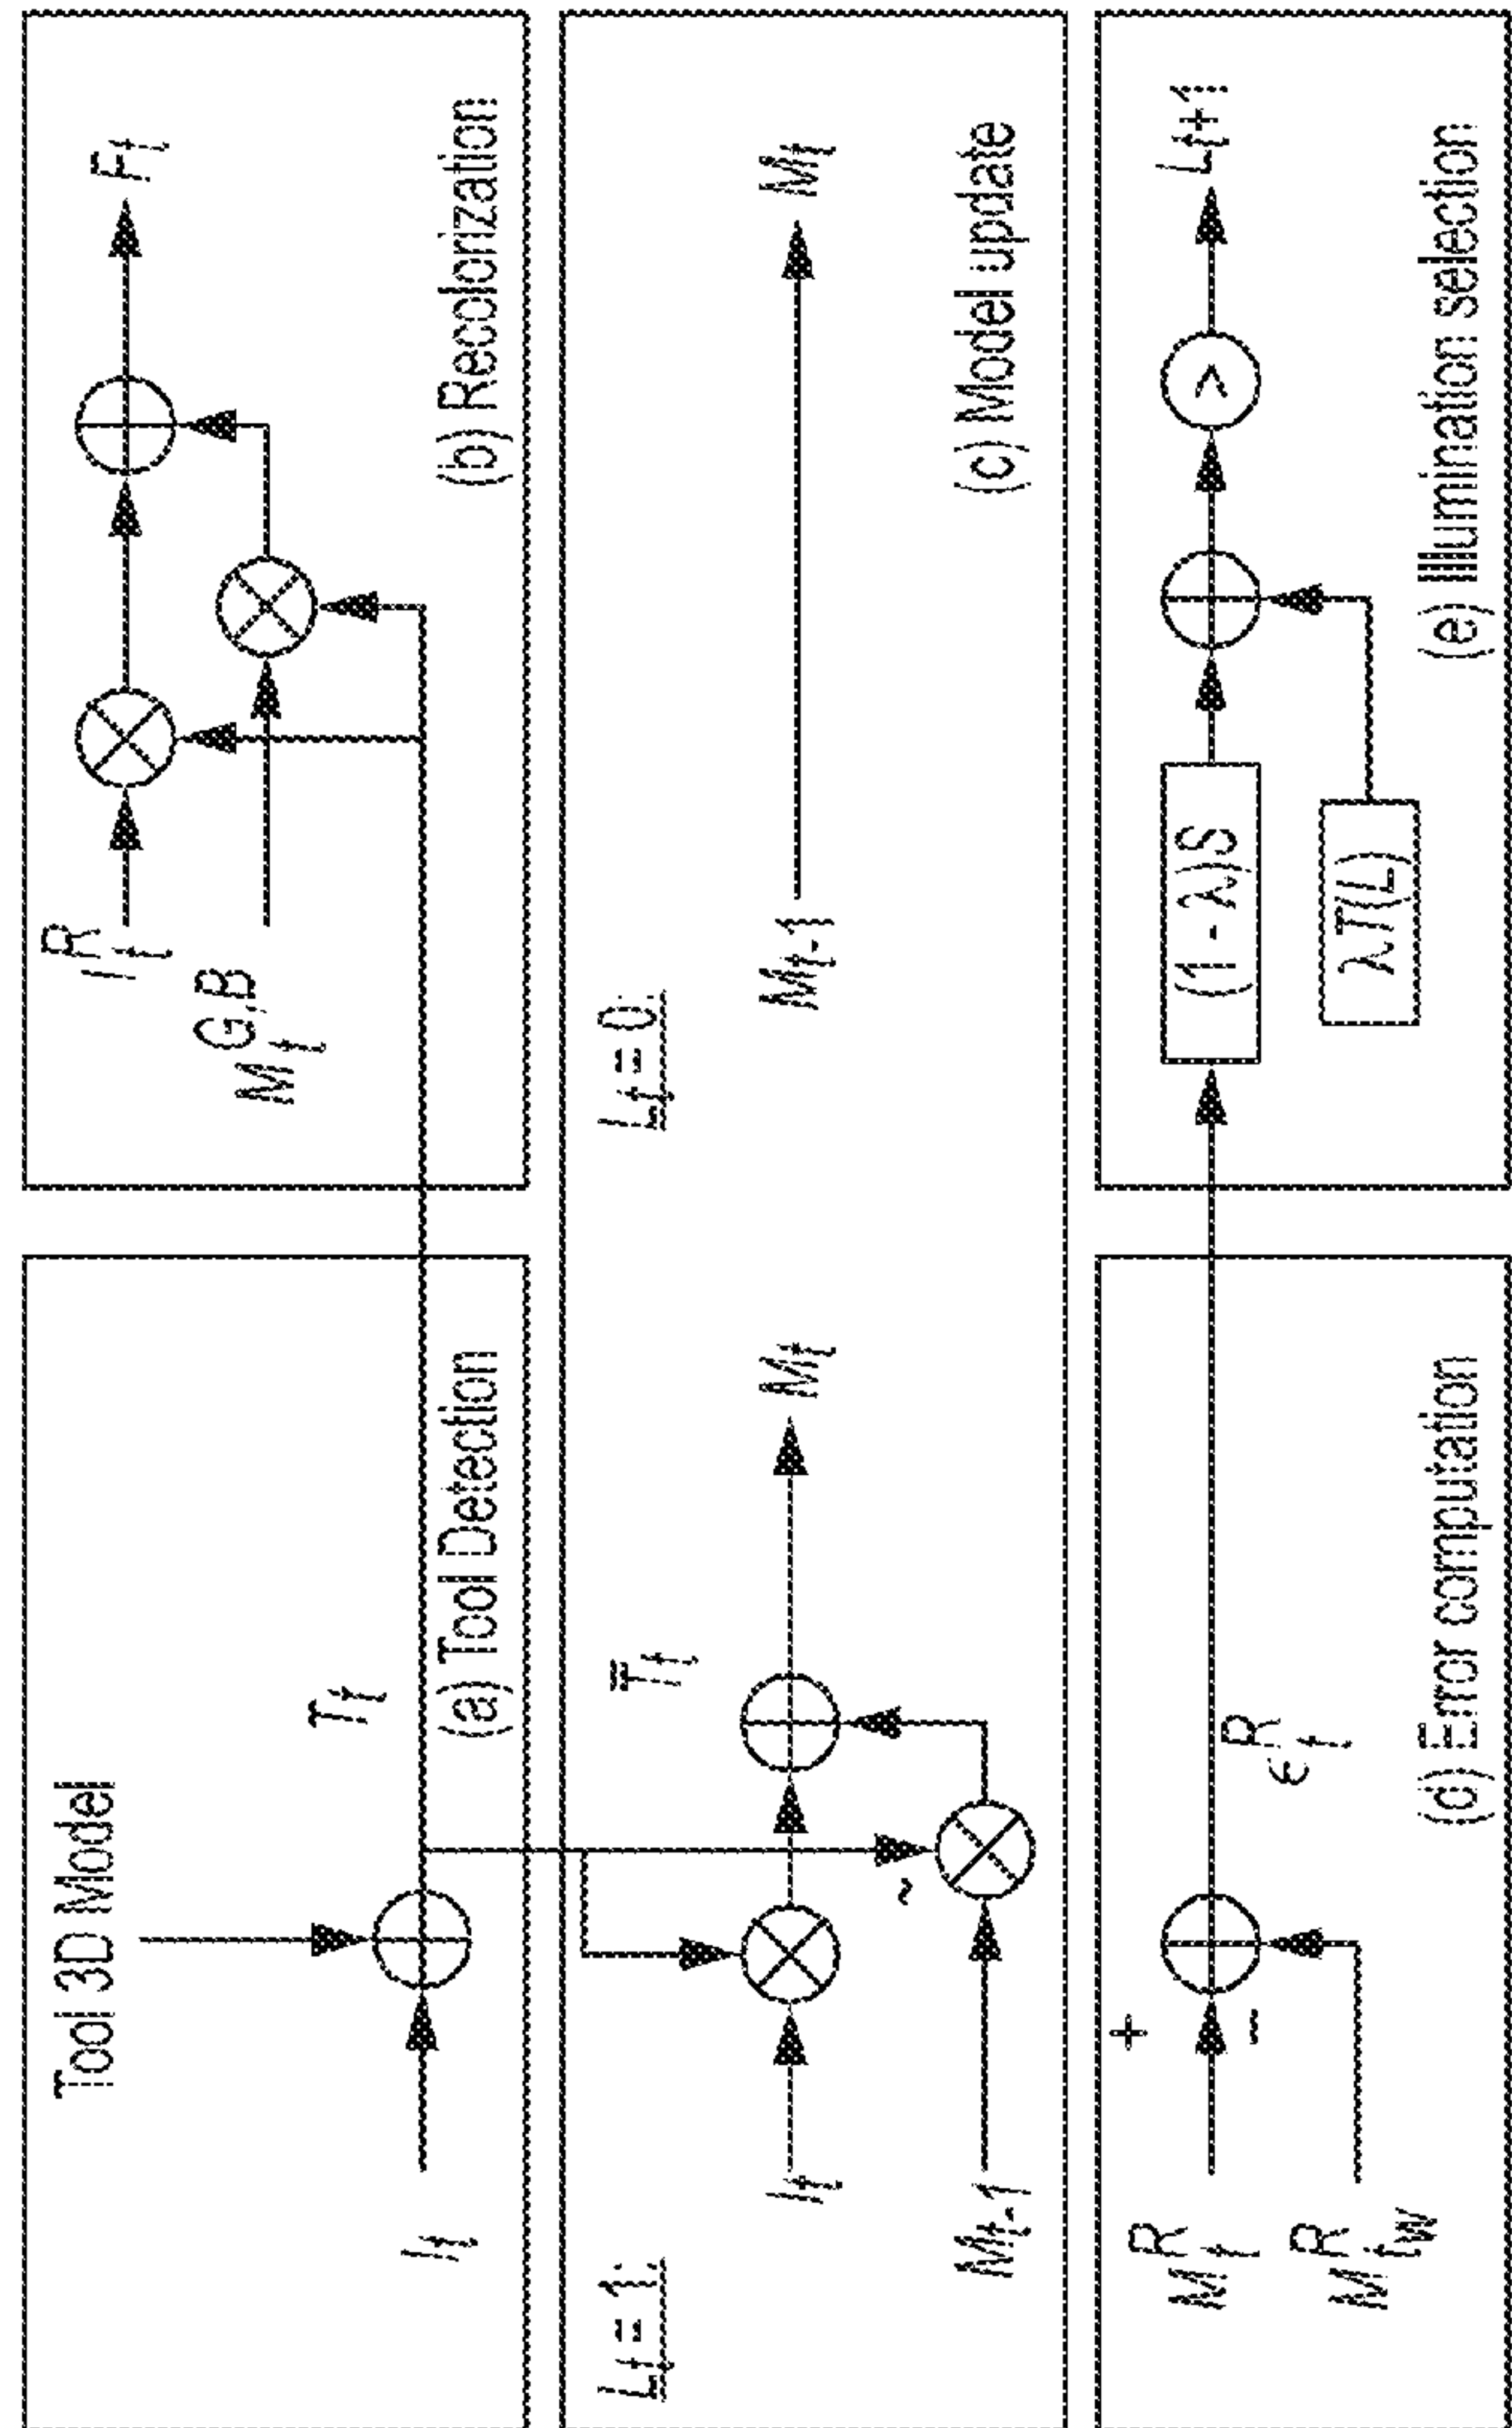 Tool 3D Model
I_t
T_t
(a) Tool Detection
I_t^R
M_t^{G,B}
F_t
(b) Recolorization
L_t = 1:
I_t
M_{t-1}
~
T̄_t
M_t
L_t = 0:
M_{t-1}
M_t
(c) Model update
M_t^R
+
−
M_{t_w}^R
ϵ_t^R
(d) Error computation
(1 - λ)S
λT(L)
>
L_{t+1}
(e) Illumination selection